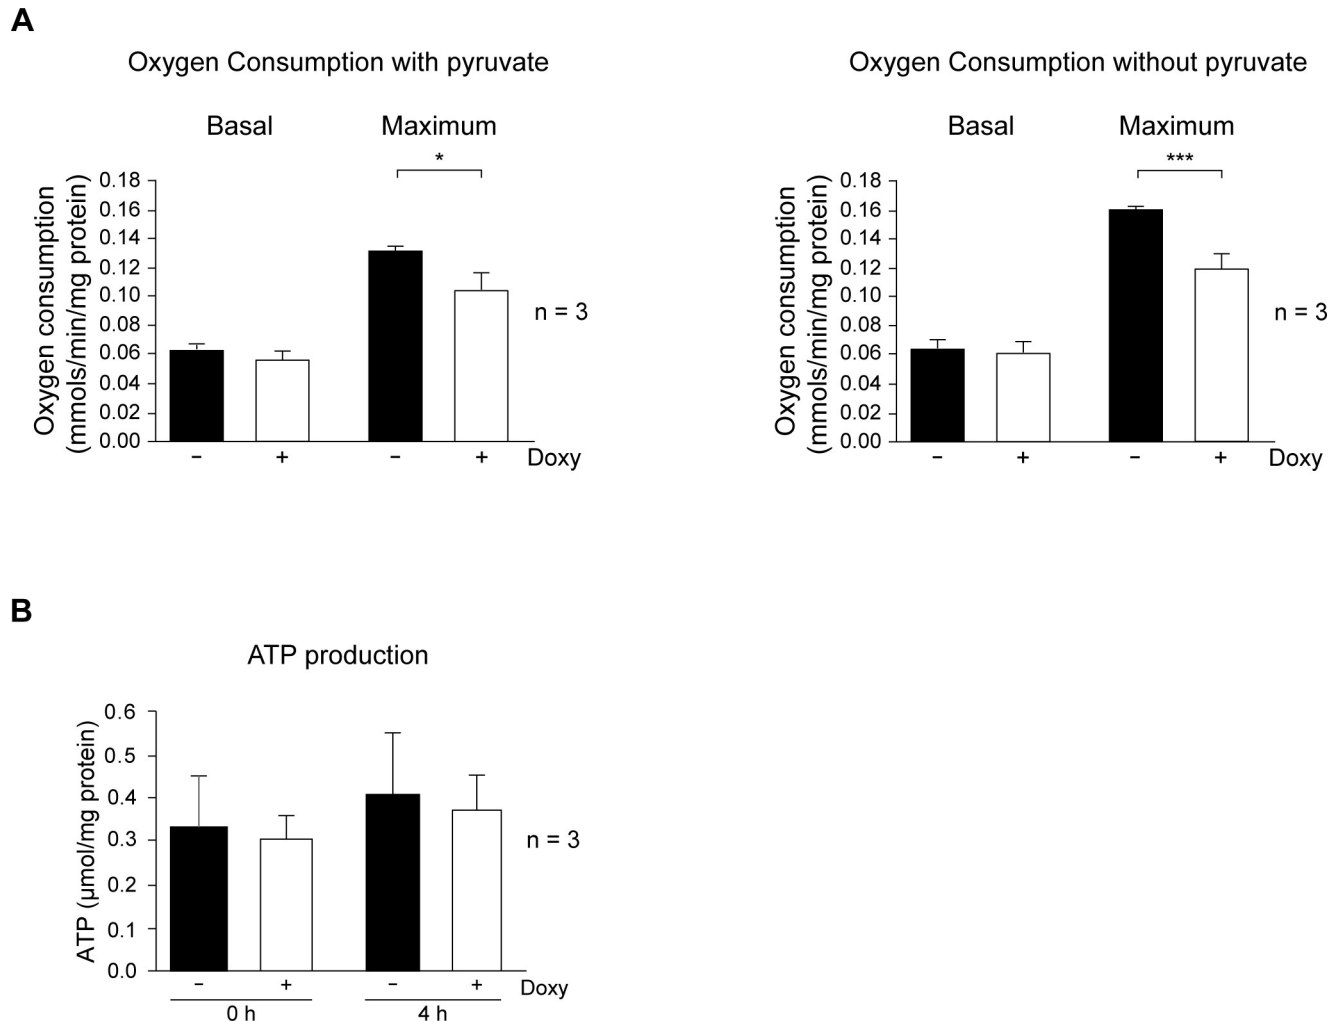 A
Oxygen Consumption with pyruvate
Basal Maximum
*
Oxygen consumption
(mmols/min/mg protein)
0.18
0.16
0.14
0.12
0.10
0.08
0.06
0.04
0.02
0.00
n = 3
− + − + Doxy
Oxygen Consumption without pyruvate
Basal Maximum
***
Oxygen consumption
(mmols/min/mg protein)
0.18
0.16
0.14
0.12
0.10
0.08
0.06
0.04
0.02
0.00
n = 3
− + − + Doxy
B
ATP production
ATP (µmol/mg protein)
0.6
0.5
0.4
0.3
0.2
0.1
0.0
n = 3
− + − + Doxy
0 h 4 h